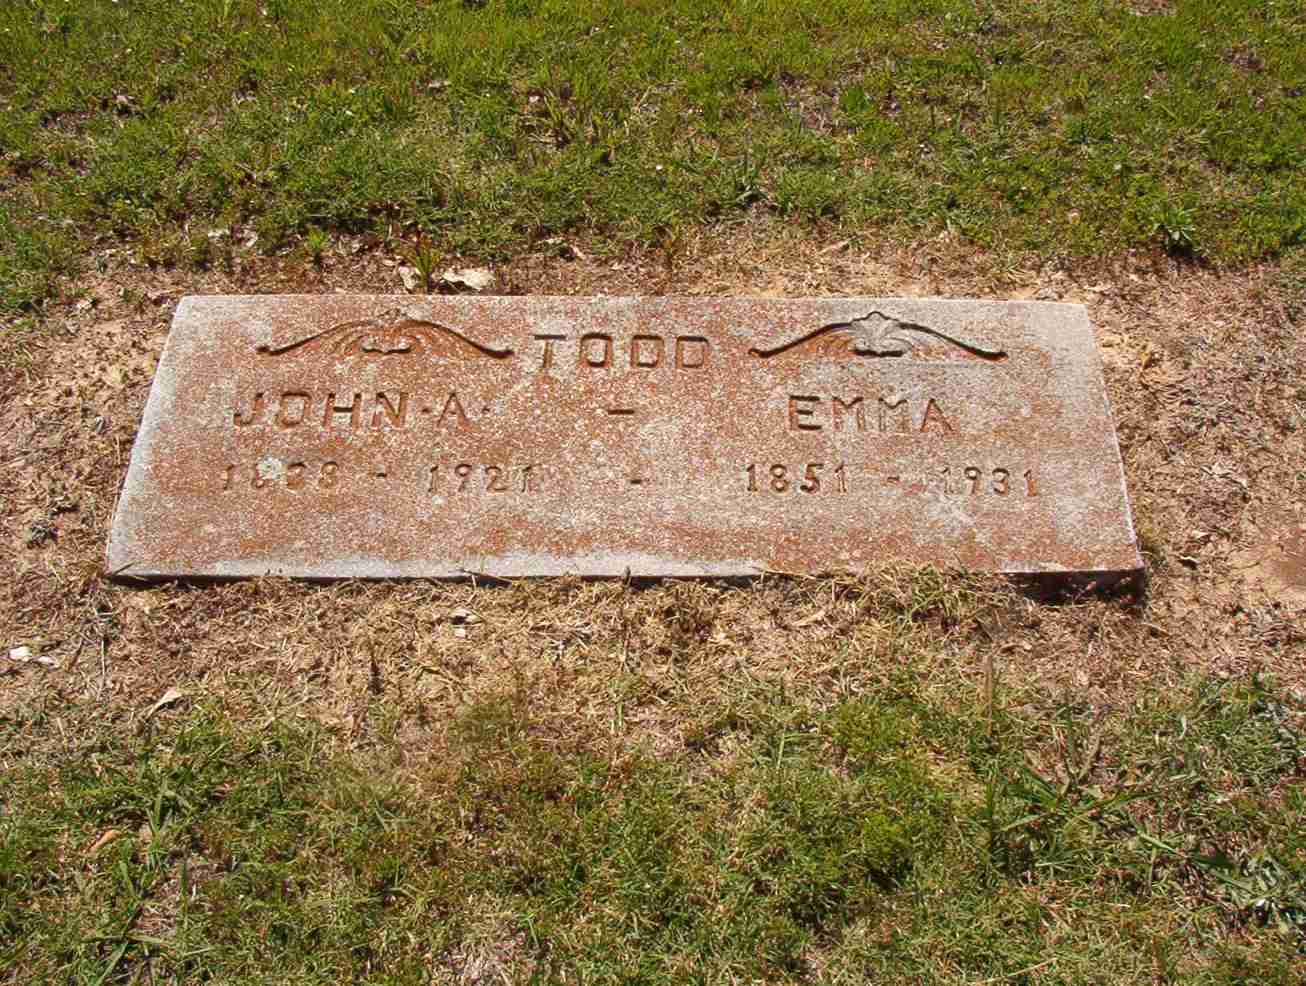 TODD
JOHN · A · - EMMA
- 1921 - 1851 - 1931